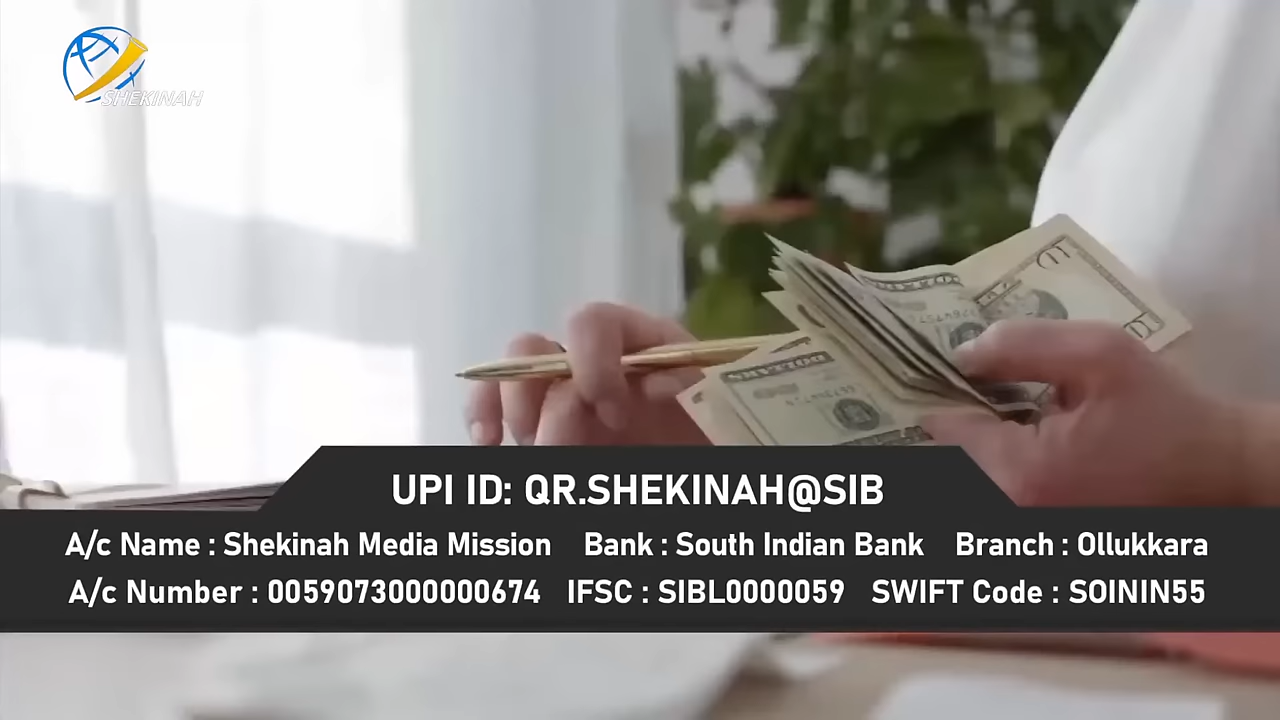 SHEKINAH
UPI ID: QR.SHEKINAH@SIB
A/c Name : Shekinah Media Mission Bank : South Indian Bank Branch : Ollukkara
A/c Number : 0059073000000674 IFSC : SIBL0000059 SWIFT Code : SOININ55